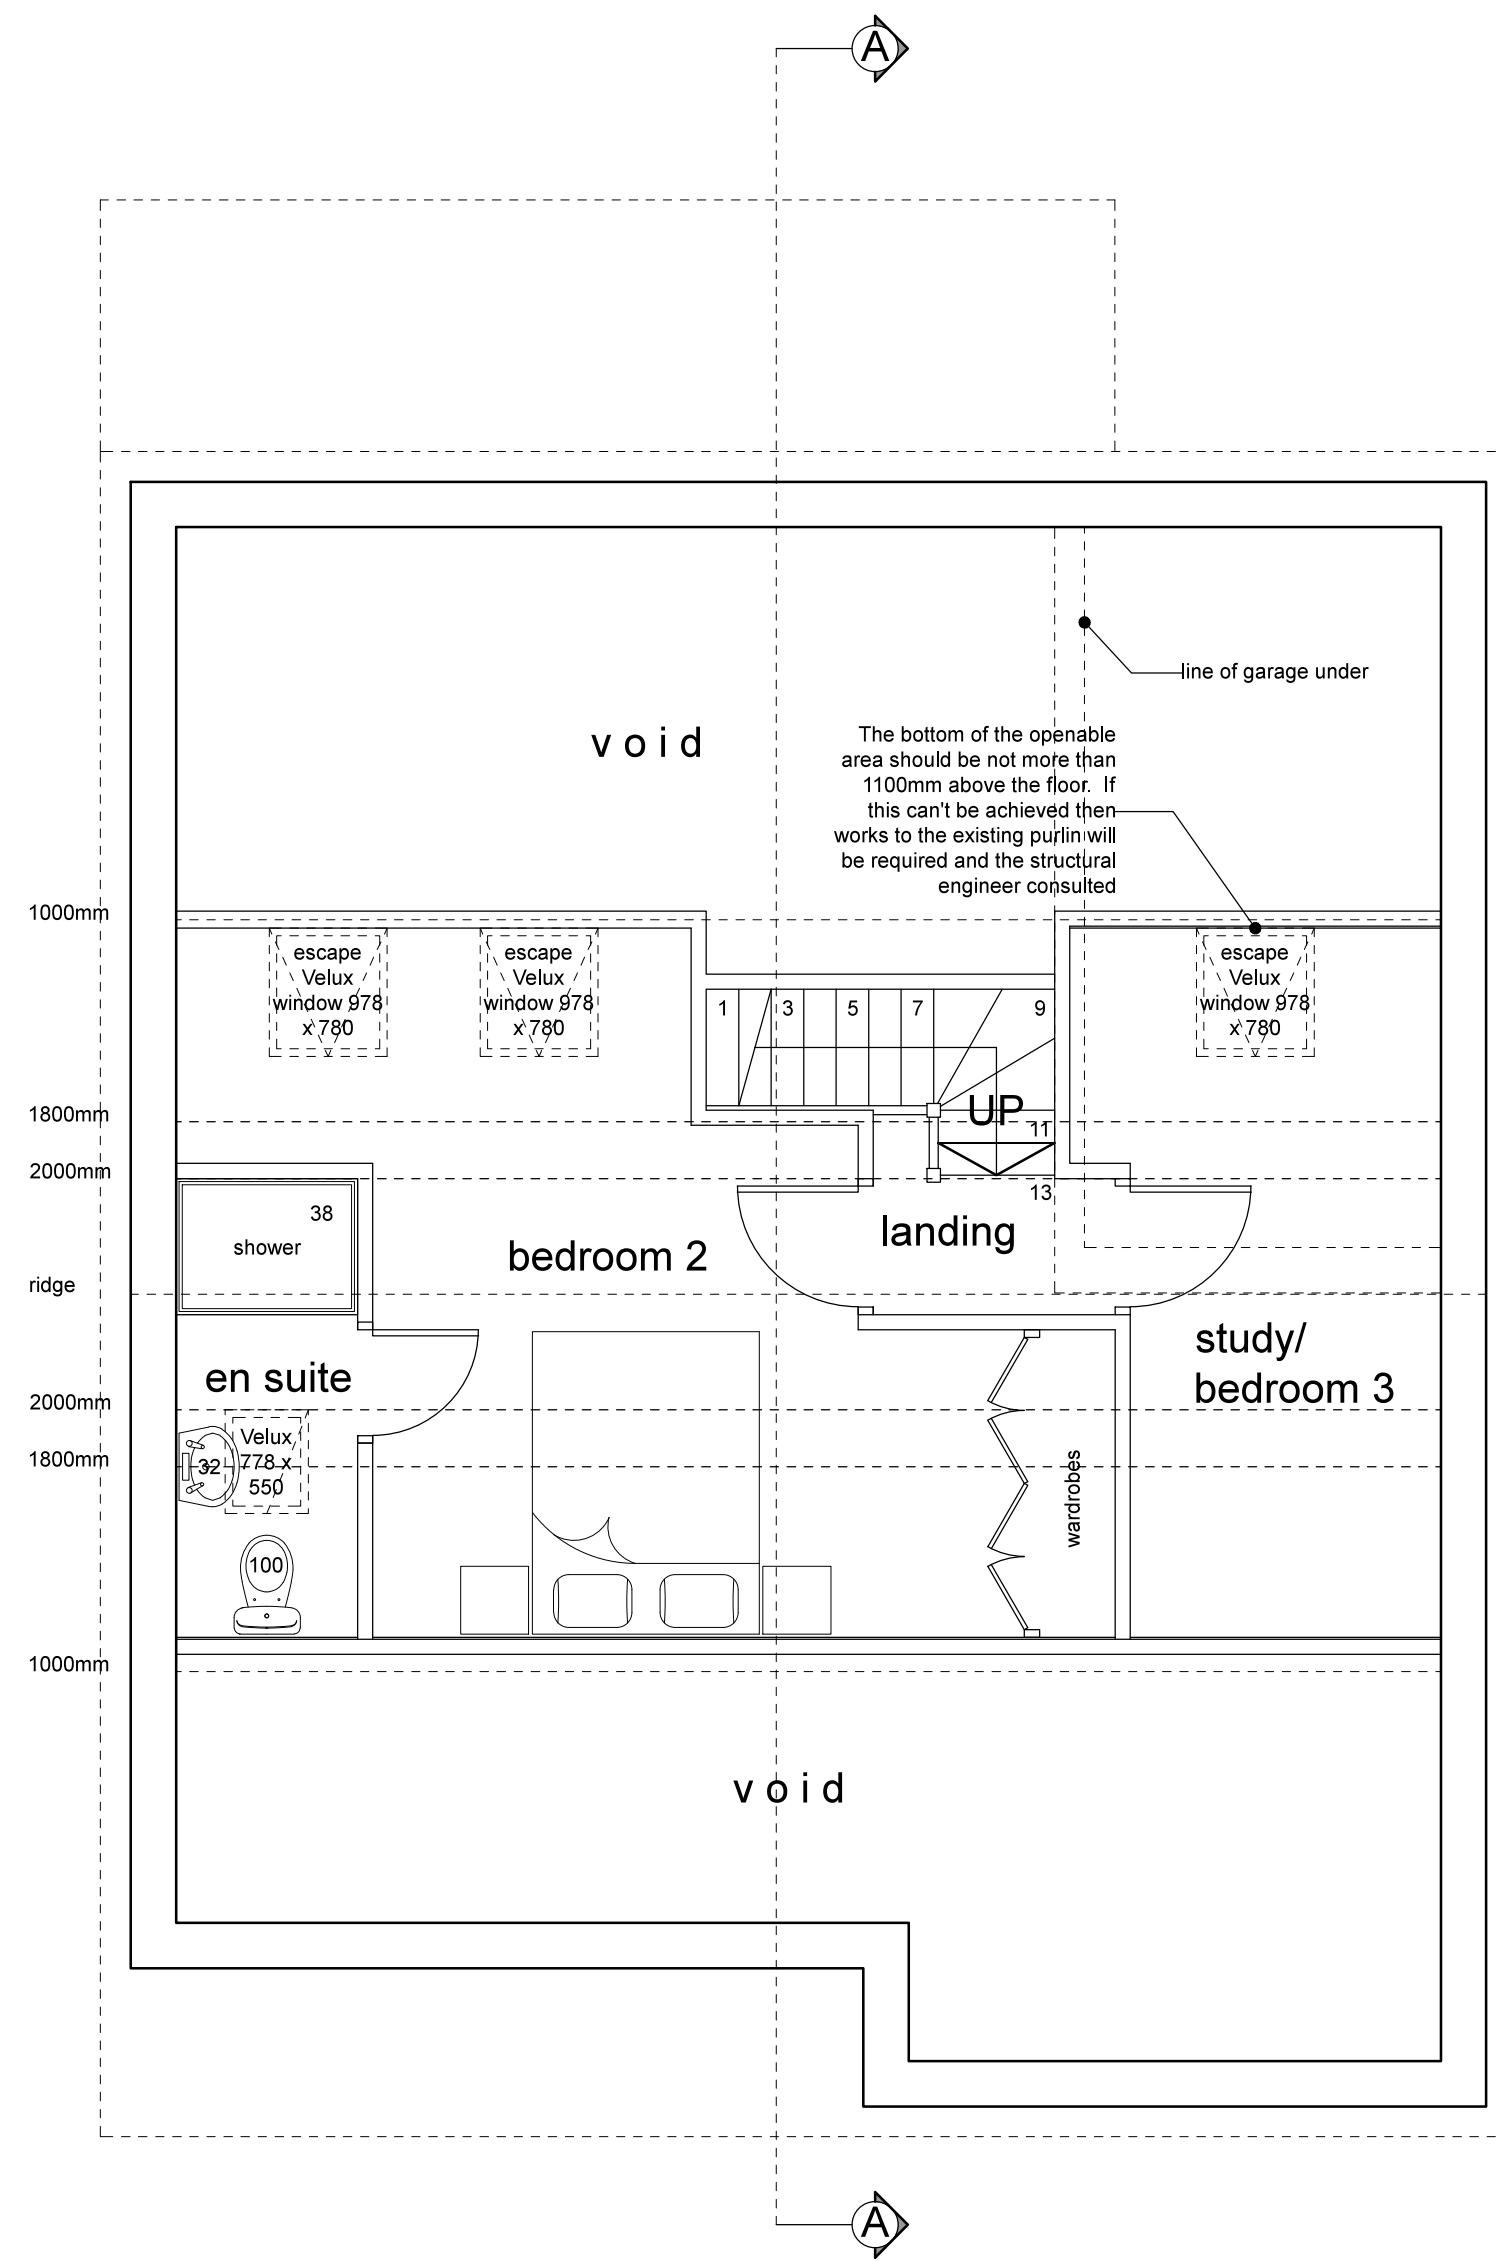 A
line of garage under
v o i d
The bottom of the openable
area should be not more than
1100mm above the floor. If
this can't be achieved then
works to the existing purlin will
be required and the structural
engineer consulted
1000mm
escape
Velux
window 978
x 780
escape
Velux
window 978
x 780
escape
Velux
window 978
x 780
1
3
5
7
9
1800mm
UP
11
2000mm
13
38
shower
bedroom 2
landing
ridge
study/
bedroom 3
en suite
2000mm
Velux
778 x
550
32
1800mm
wardrobes
100
1000mm
v o i d
A